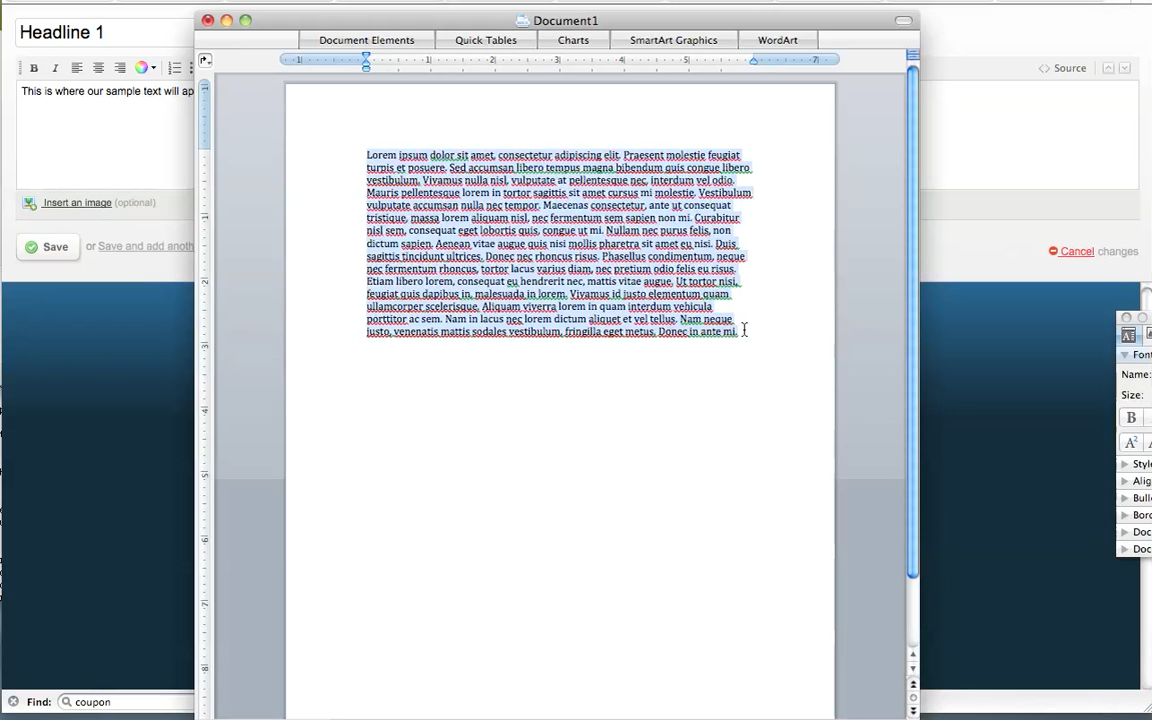 Document1
Document Elements
Quick Tables
Charts
SmartArt Graphics
WordArt
Headline 1
B I
Source
This is where our sample text will ap
Insert an image (optional)
Save or Save and add anoth
Cancel changes
Lorem ipsum dolor sit amet, consectetur adipiscing elit. Praesent molestie feugiat
turpis et posuere. Sed accumsan libero tempus magna bibendum quis congue libero
vestibulum. Vivamus nulla nisl, vulputate at pellentesque nec, interdum vel odio.
Mauris pellentesque lorem in tortor sagittis sit amet cursus mi molestie. Vestibulum
vulputate accumsan nulla nec tempor. Maecenas consectetur, ante ut consequat
tristique, massa lorem aliquam nisl, nec fermentum sem sapien non mi. Curabitur
nisl sem, consequat eget lobortis quis, congue ut mi. Nullam nec purus felis, non
dictum sapien. Aenean vitae augue quis nisi mollis pharetra sit amet eu nisi. Duis
sagittis tincidunt ultrices. Donec nec rhoncus risus. Phasellus condimentum, neque
nec fermentum rhoncus, tortor lacus varius diam, nec pretium odio felis eu risus.
Etiam libero lorem, consequat eu hendrerit nec, mattis vitae augue. Ut tortor nisi,
feugiat quis dapibus in, malesuada in lorem. Vivamus id justo elementum quam
ullamcorper scelerisque. Aliquam viverra lorem in quam interdum vehicula
porttitor ac sem. Nam in lacus nec lorem dictum aliquet et vel tellus. Nam neque
justo, venenatis mattis sodales vestibulum, fringilla eget metus. Donec in ante mi.
Font
Name:
Size:
B
A2
Style
Alig
Bulle
Bord
Doc
Doc
Find: coupon